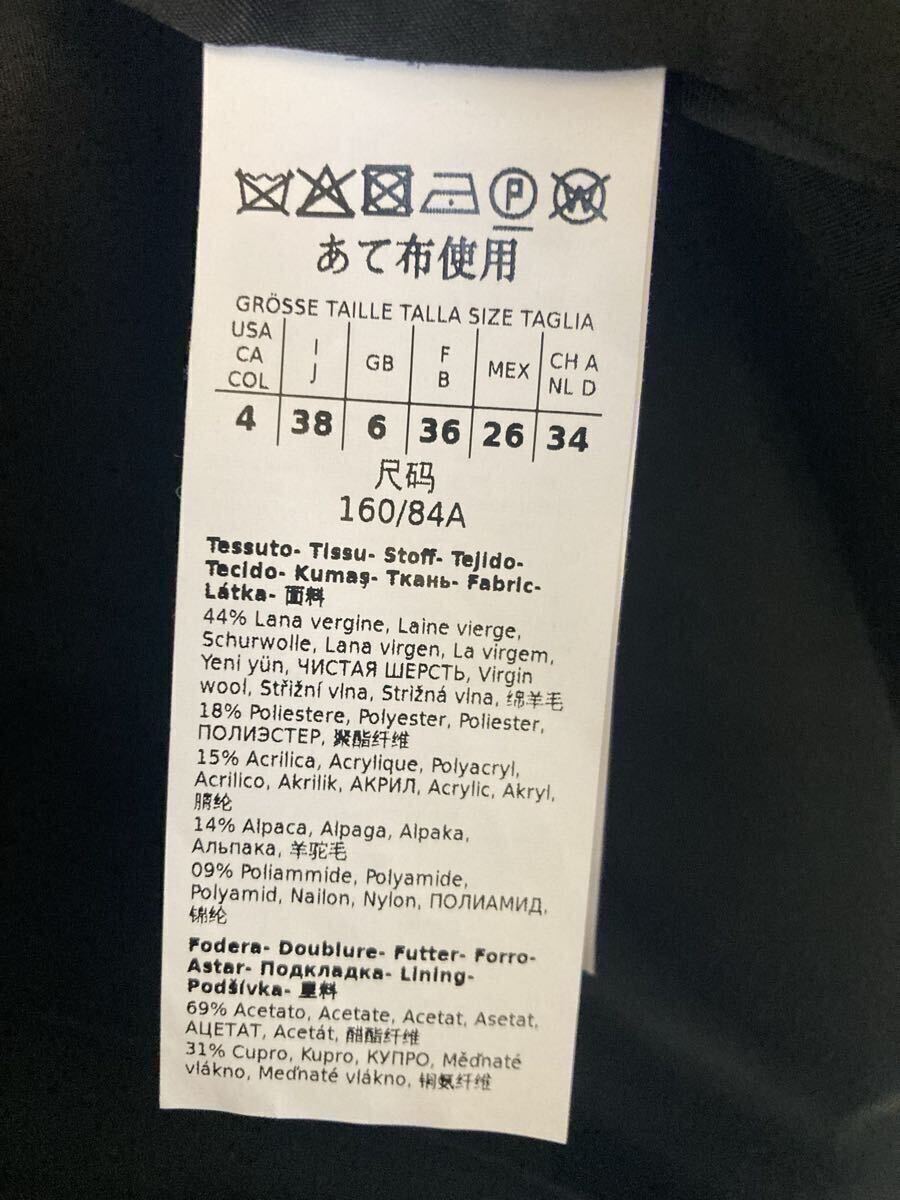 P W
あて布使用
GRÖSSE TAILLE TALLA SIZE TAGLIA
USA CA COL | I J | GB | F B | MEX | CH A NL D
4 | 38 | 6 | 36 | 26 | 34
尺码
160/84A
Tessuto- Tissu- Stoff- Tejido-
Tecido- Kumaş- Ткань- Fabric-
Látka- 面料
44% Lana vergine, Laine vierge,
Schurwolle, Lana virgen, La virgem,
Yeni yün, ЧИСТАЯ ШЕРСТЬ, Virgin
wool, Střižní vlna, Strižná vlna, 绵羊毛
18% Poliestere, Polyester, Poliester,
ПОЛИЭСТЕР, 聚酯纤维
15% Acrilica, Acrylique, Polyacryl,
Acrilico, Akrilik, АКРИЛ, Acrylic, Akryl,
腈纶
14% Alpaca, Alpaga, Alpaka,
Альпака, 羊驼毛
09% Poliammide, Polyamide,
Polyamid, Nailon, Nylon, ПОЛИАМИД,
锦纶
Fodera- Doublure- Futter- Forro-
Astar- Подкладка- Lining-
Podšívka- 里料
69% Acetato, Acetate, Acetat, Asetat,
АЦЕТАТ, Acetát, 醋酯纤维
31% Cupro, Kupro, КУПРО, Měďnaté
vlákno, Meďnaté vlákno, 铜氨纤维